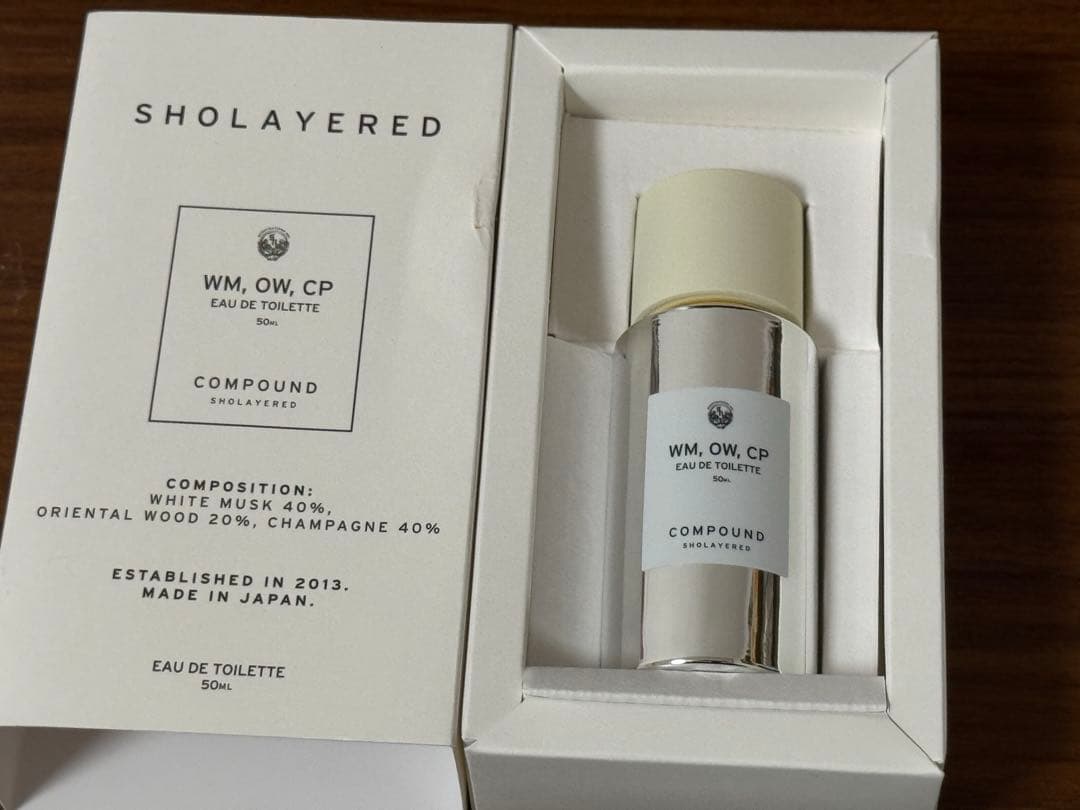 SHOLAYERED
WM, OW, CP
EAU DE TOILETTE
50ML
COMPOUND
SHOLAYERED
COMPOSITION:
WHITE MUSK 40%,
ORIENTAL WOOD 20%, CHAMPAGNE 40%
ESTABLISHED IN 2013.
MADE IN JAPAN.
EAU DE TOILETTE
50ML
WM, OW, CP
EAU DE TOILETTE
50ML
COMPOUND
SHOLAYERED